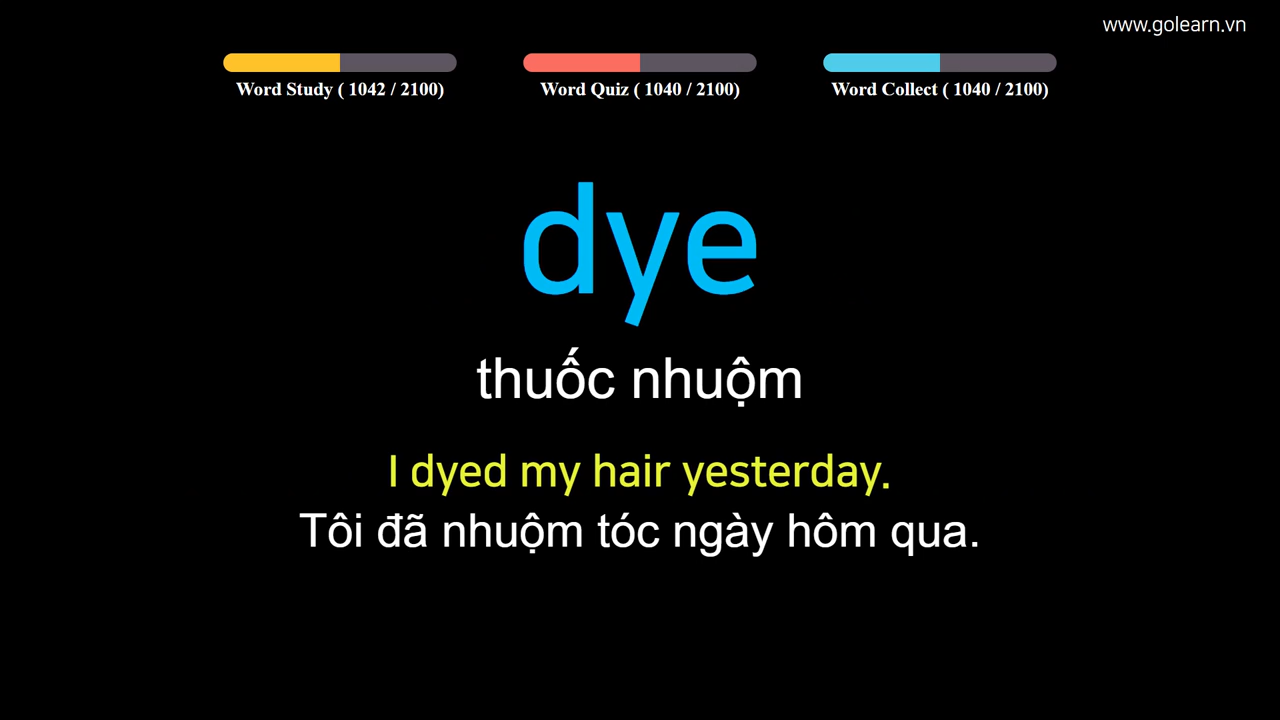 www.golearn.vn
Word Study ( 1042 / 2100)
Word Quiz ( 1040 / 2100)
Word Collect ( 1040 / 2100)
dye
thuốc nhuộm
I dyed my hair yesterday.
Tôi đã nhuộm tóc ngày hôm qua.